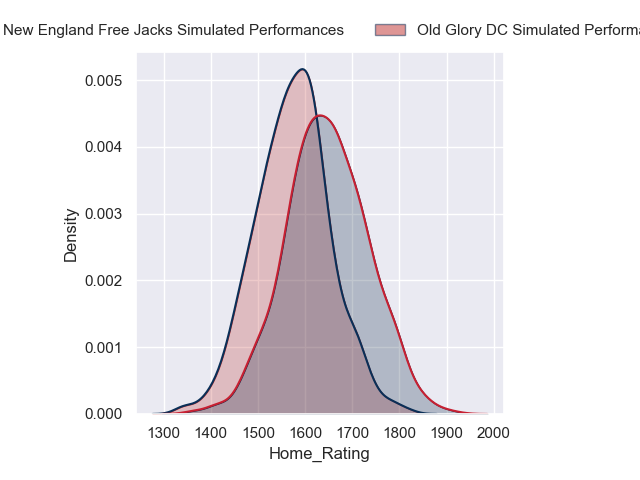 New England Free Jacks Simulated Performances
Old Glory DC Simulated
0.005
0.004
0.003
0.002
0.001
0.000
Density
1300 1400 1500 1600 1700 1800 1900 2000
Home_Rating